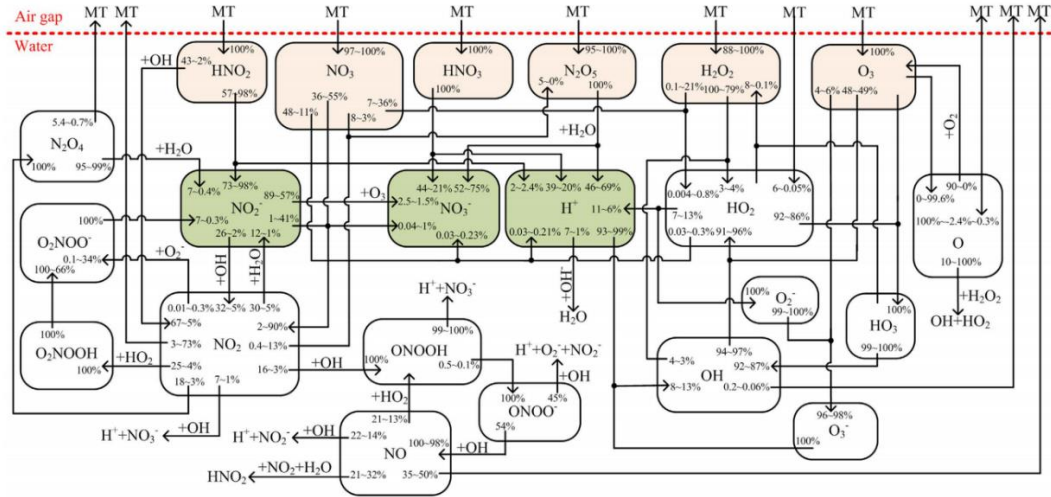 Air gap
MT MT MT MT MT MT MT MT MT MT MT MT
Water
+OH
43~2%
100%
HNO₂
57~98%
97~100%
NO₃
36~55%
7~36%
48~11%
8~3%
100%
HNO₃
100%
95~100%
N₂O₅
5~0%
100%
88~100%
H₂O₂
0.1~21%
100~79%
8~0.1%
100%
O₃
4~6%
48~49%
+O₂
5.4~0.7%
N₂O₄
100%
95~99%
+H₂O
+H₂O
7~0.4%
73~98%
89~57%
NO₂⁻
1~41%
7~0.3%
26~2%
12~1%
+O₃
44~21%
52~75%
2.5~1.5%
NO₃⁻
0.04~1%
0.03~0.23%
2~2.4%
39~20%
46~69%
H⁺
11~6%
0.03~0.21%
7~1%
93~99%
0.004~0.8%
3~4%
6~0.05%
HO₂
7~13%
92~86%
0.03~0.3%
91~96%
90~0%
0~99.6%
100%~2.4%~0.3%
O
10~100%
+H₂O₂
OH+HO₂
100%
O₂NOO⁻
0.1~34%
100~66%
+O₂⁻
+OH
+H₂O
+OH⁻
H₂O
H⁺+NO₃⁻
100%
O₂⁻
99~100%
100%
HO₃
99~100%
0.01~0.3%
32~5%
30~5%
67~5%
2~90%
NO₂
3~73%
0.4~13%
25~4%
16~3%
18~3%
7~1%
100%
O₂NOOH
100%
+HO₂
+OH
99~100%
ONOOH
100%
0.5~0.1%
H⁺+O₂⁻+NO₂⁻
+OH
100%
45%
ONOO⁻
54%
94~97%
4~3%
92~87%
OH
8~13%
0.2~0.06%
+HO₂
H⁺+NO₃⁻
+OH
H⁺+NO₂⁻
+OH
21~13%
22~14%
100~98%
NO
21~32%
35~50%
+OH
HNO₂
+NO₂+H₂O
96~98%
O₃⁻
100%